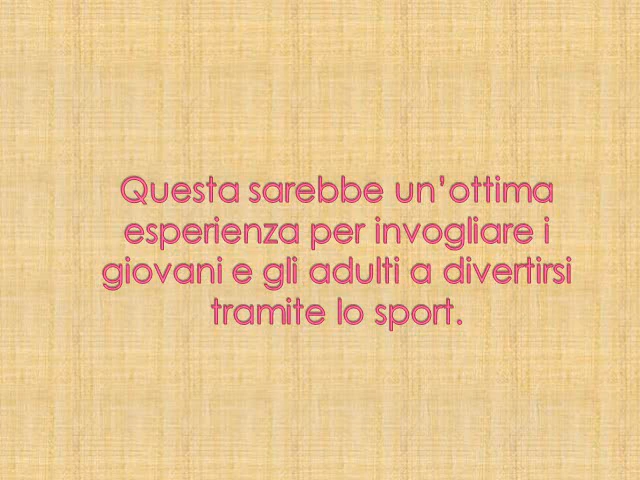 Questa sarebbe un'ottima
esperienza per invogliare i
giovani e gli adulti a divertirsi
tramite lo sport.